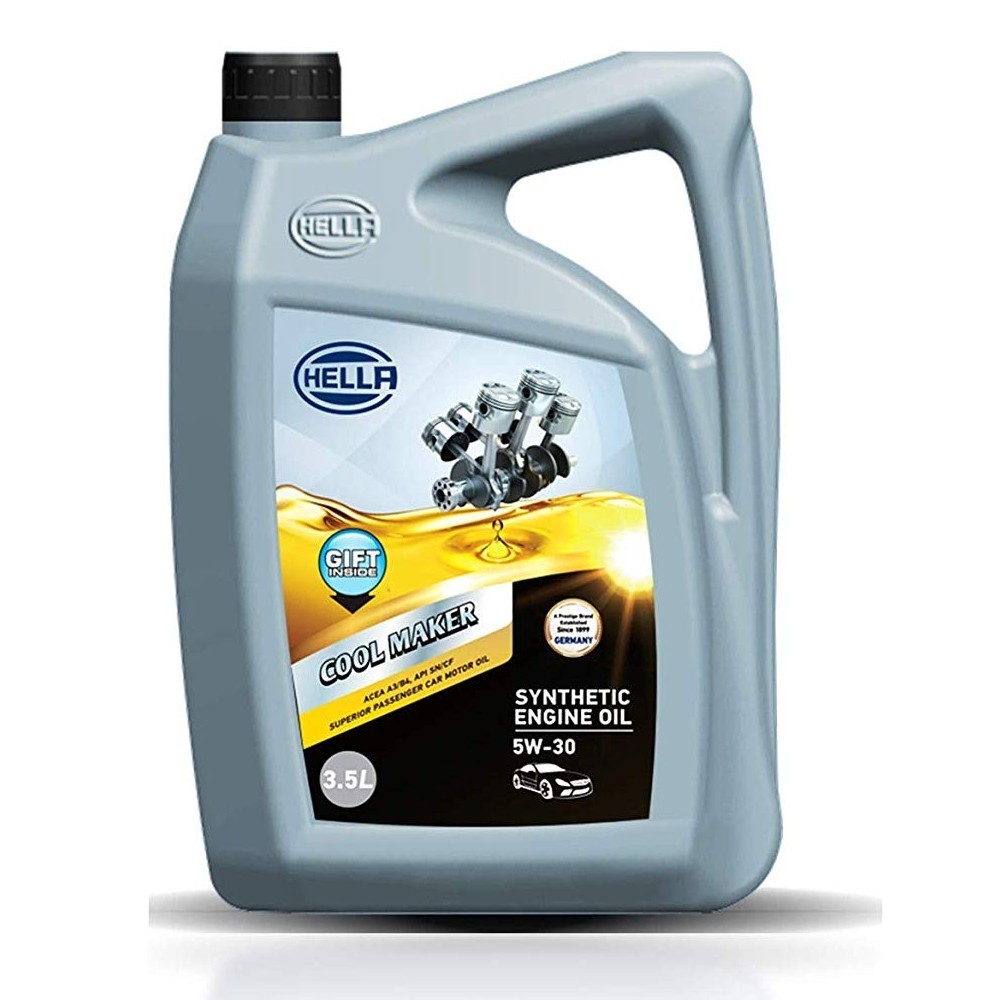 HELLA
HELLA
GIFT
INSIDE
COOL MAKER
ACEA A3/B4, API SN/CF
SUPERIOR PASSENGER CAR MOTOR OIL
A Prestige Brand
Established
Since 1899
GERMANY
SYNTHETIC
ENGINE OIL
5W-30
3.5L